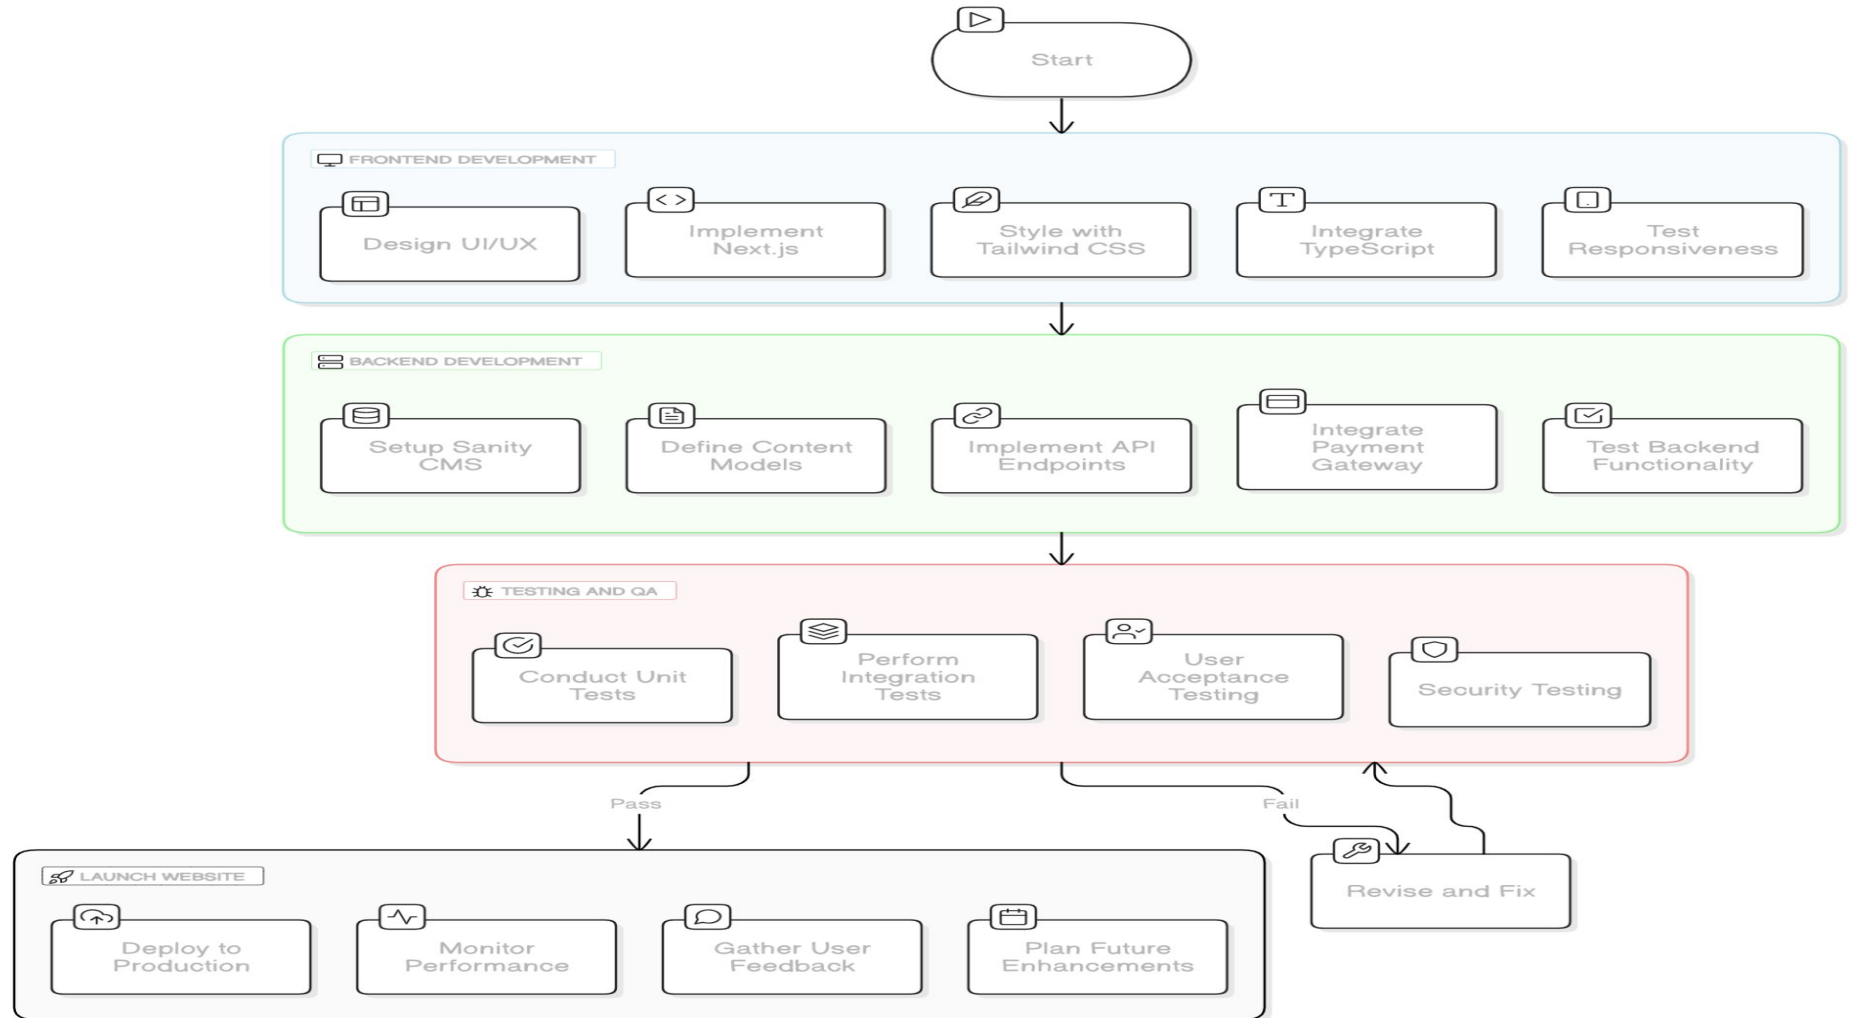 Start
FRONTEND DEVELOPMENT
Design UI/UX
Implement
Next.js
Style with
Tailwind CSS
Integrate
TypeScript
Test
Responsiveness
BACKEND DEVELOPMENT
Setup Sanity
CMS
Define Content
Models
Implement API
Endpoints
Integrate
Payment
Gateway
Test Backend
Functionality
TESTING AND QA
Conduct Unit
Tests
Perform
Integration
Tests
User
Acceptance
Testing
Security Testing
Pass
Fail
LAUNCH WEBSITE
Deploy to
Production
Monitor
Performance
Gather User
Feedback
Plan Future
Enhancements
Revise and Fix